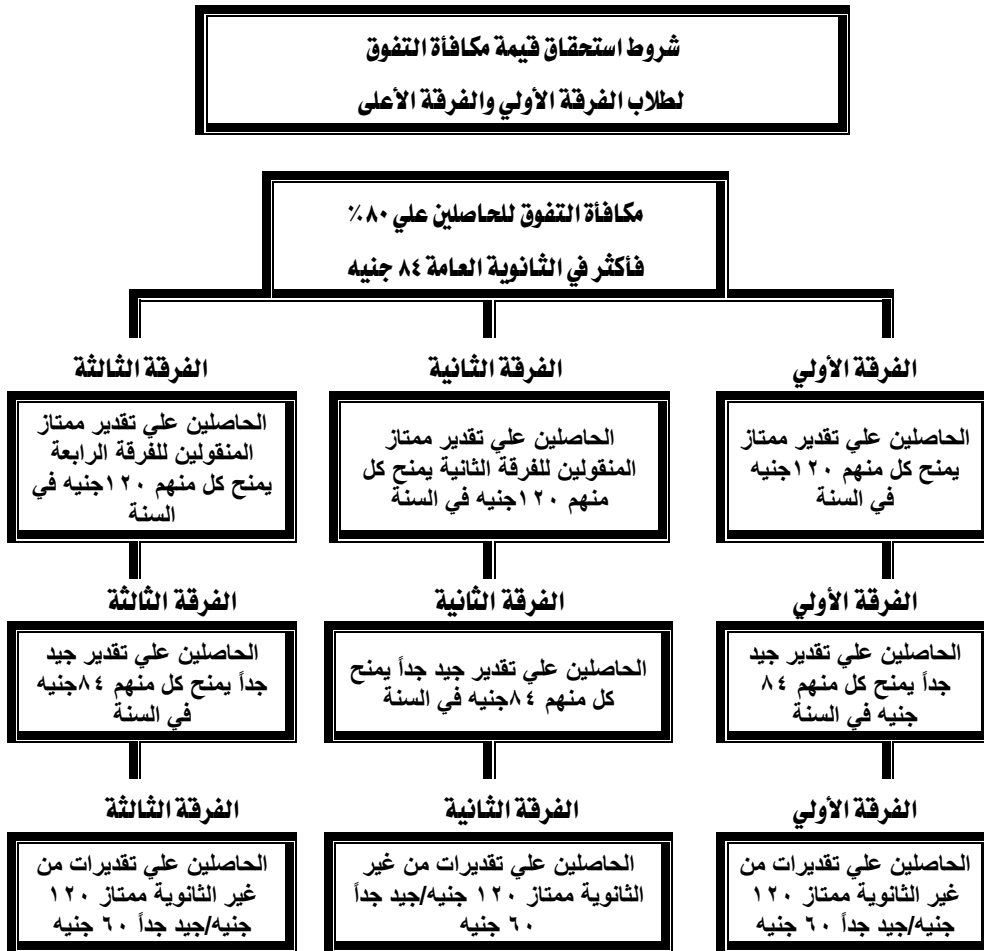 شروط استحقاق قيمة مكافأة التفوق
لطلاب الفرقة الأولي والفرقة الأعلى
مكافأة التفوق للحاصلين علي ٨٠٪
فأكثر في الثانوية العامة ٨٤ جنيه
الفرقة الأولي
الحاصلين علي تقدير ممتاز
يمنح كل منهم ١٢٠جنيه
في السنة
الفرقة الثانية
الحاصلين علي تقدير ممتاز
المنقولين للفرقة الثانية يمنح كل
منهم ١٢٠جنيه في السنة
الفرقة الثالثة
الحاصلين علي تقدير ممتاز
المنقولين للفرقة الرابعة
يمنح كل منهم ١٢٠جنيه في
السنة
الفرقة الأولي
الحاصلين علي تقدير جيد
جداً يمنح كل منهم ٨٤
جنيه في السنة
الفرقة الثانية
الحاصلين علي تقدير جيد جداً يمنح
كل منهم ٨٤جنيه في السنة
الفرقة الثالثة
الحاصلين علي تقدير جيد
جداً يمنح كل منهم ٨٤جنيه
في السنة
الفرقة الأولي
الحاصلين علي تقديرات من
غير الثانوية ممتاز ١٢٠
جنيه/جيد جداً ٦٠ جنيه
الفرقة الثانية
الحاصلين علي تقديرات من غير
الثانوية ممتاز ١٢٠ جنيه/جيد جداً
٦٠ جنيه
الفرقة الثالثة
الحاصلين علي تقديرات من
غير الثانوية ممتاز ١٢٠
جنيه/جيد جداً ٦٠ جنيه